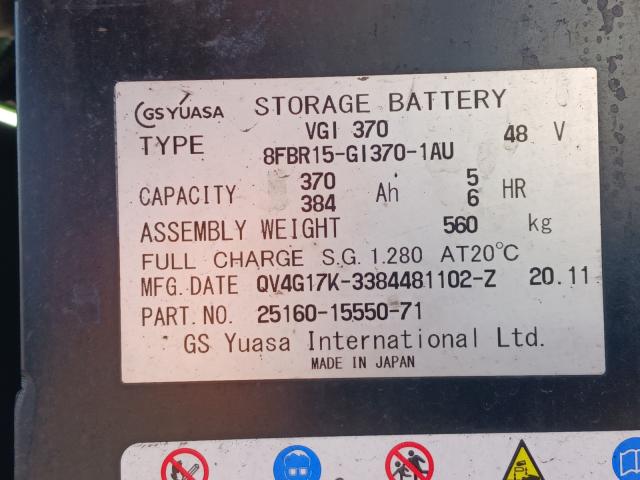 GS YUASA STORAGE BATTERY
TYPE VGI 370 48 V
8FBR15-GI370-1AU
CAPACITY 370 Ah 5 HR
384 6
ASSEMBLY WEIGHT 560 kg
FULL CHARGE S.G. 1.280 AT20℃
MFG.DATE QV4G17K-3384481102-Z 20.11
PART.NO. 25160-15550-71
GS Yuasa International Ltd.
MADE IN JAPAN